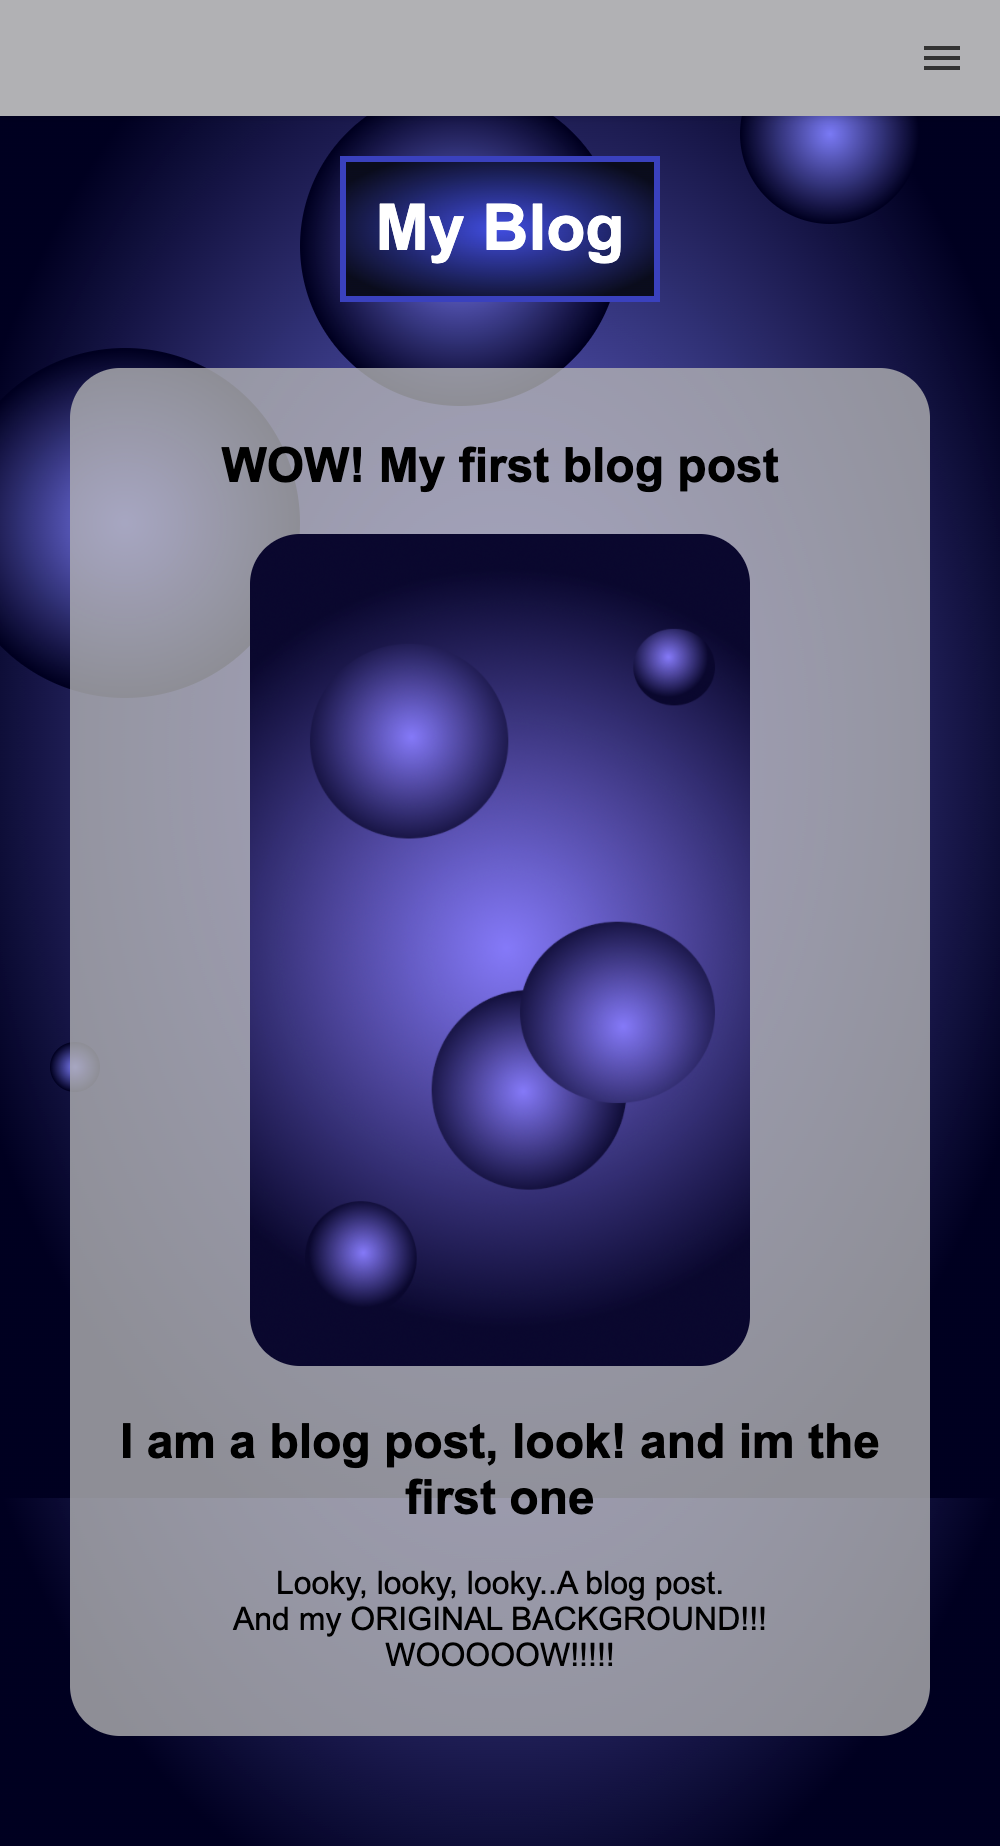 My Blog
WOW! My first blog post
I am a blog post, look! and im the
first one
Looky, looky, looky..A blog post.
And my ORIGINAL BACKGROUND!!!
WOOOOOW!!!!!